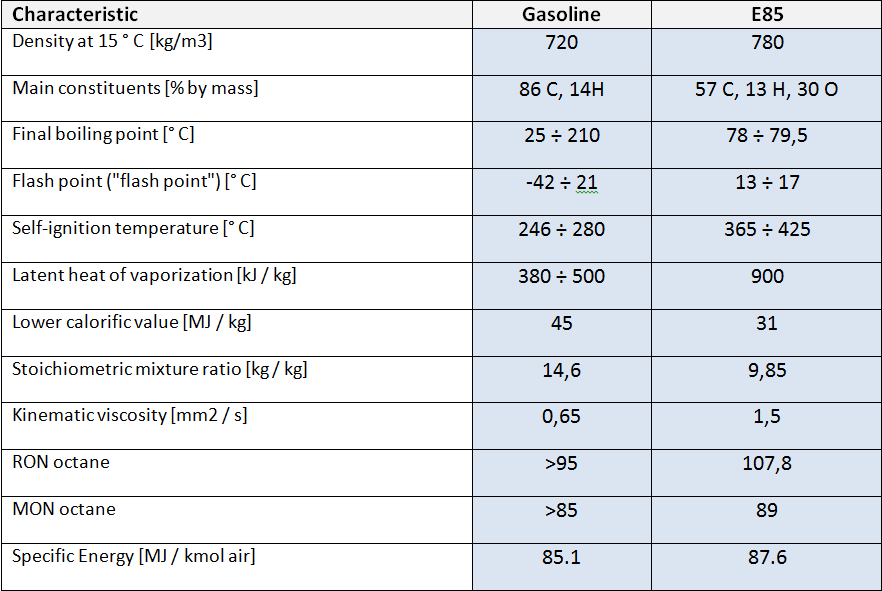 Characteristic Gasoline E85
Density at 15 ° C [kg/m3] 720 780
Main constituents [% by mass] 86 C, 14H 57 C, 13 H, 30 O
Final boiling point [° C] 25 ÷ 210 78 ÷ 79,5
Flash point ("flash point") [° C] -42 ÷ 21 13 ÷ 17
Self-ignition temperature [° C] 246 ÷ 280 365 ÷ 425
Latent heat of vaporization [kJ / kg] 380 ÷ 500 900
Lower calorific value [MJ / kg] 45 31
Stoichiometric mixture ratio [kg / kg] 14,6 9,85
Kinematic viscosity [mm2 / s] 0,65 1,5
RON octane >95 107,8
MON octane >85 89
Specific Energy [MJ / kmol air] 85.1 87.6